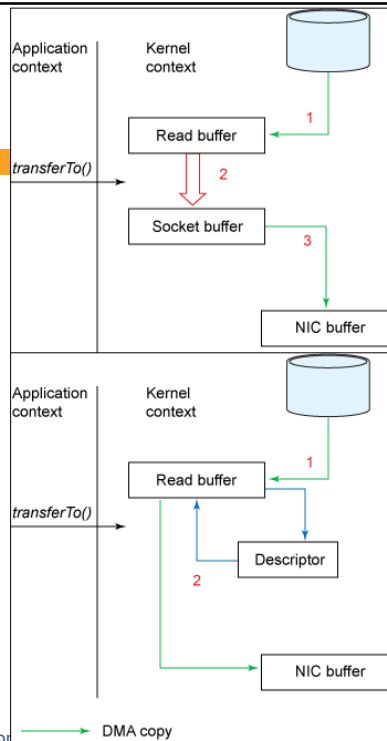 Application
context
Kernel
context
1
Read buffer
transferTo()
2
Socket buffer
3
NIC buffer
Application
context
Kernel
context
1
Read buffer
transferTo()
Descriptor
2
NIC buffer
DMA copy